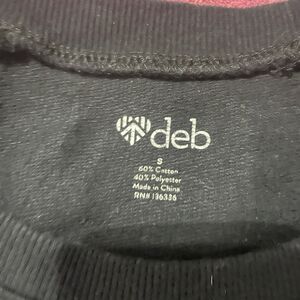 deb
S
60% Cotton
40% Polyester
Made in China
RN# 136336